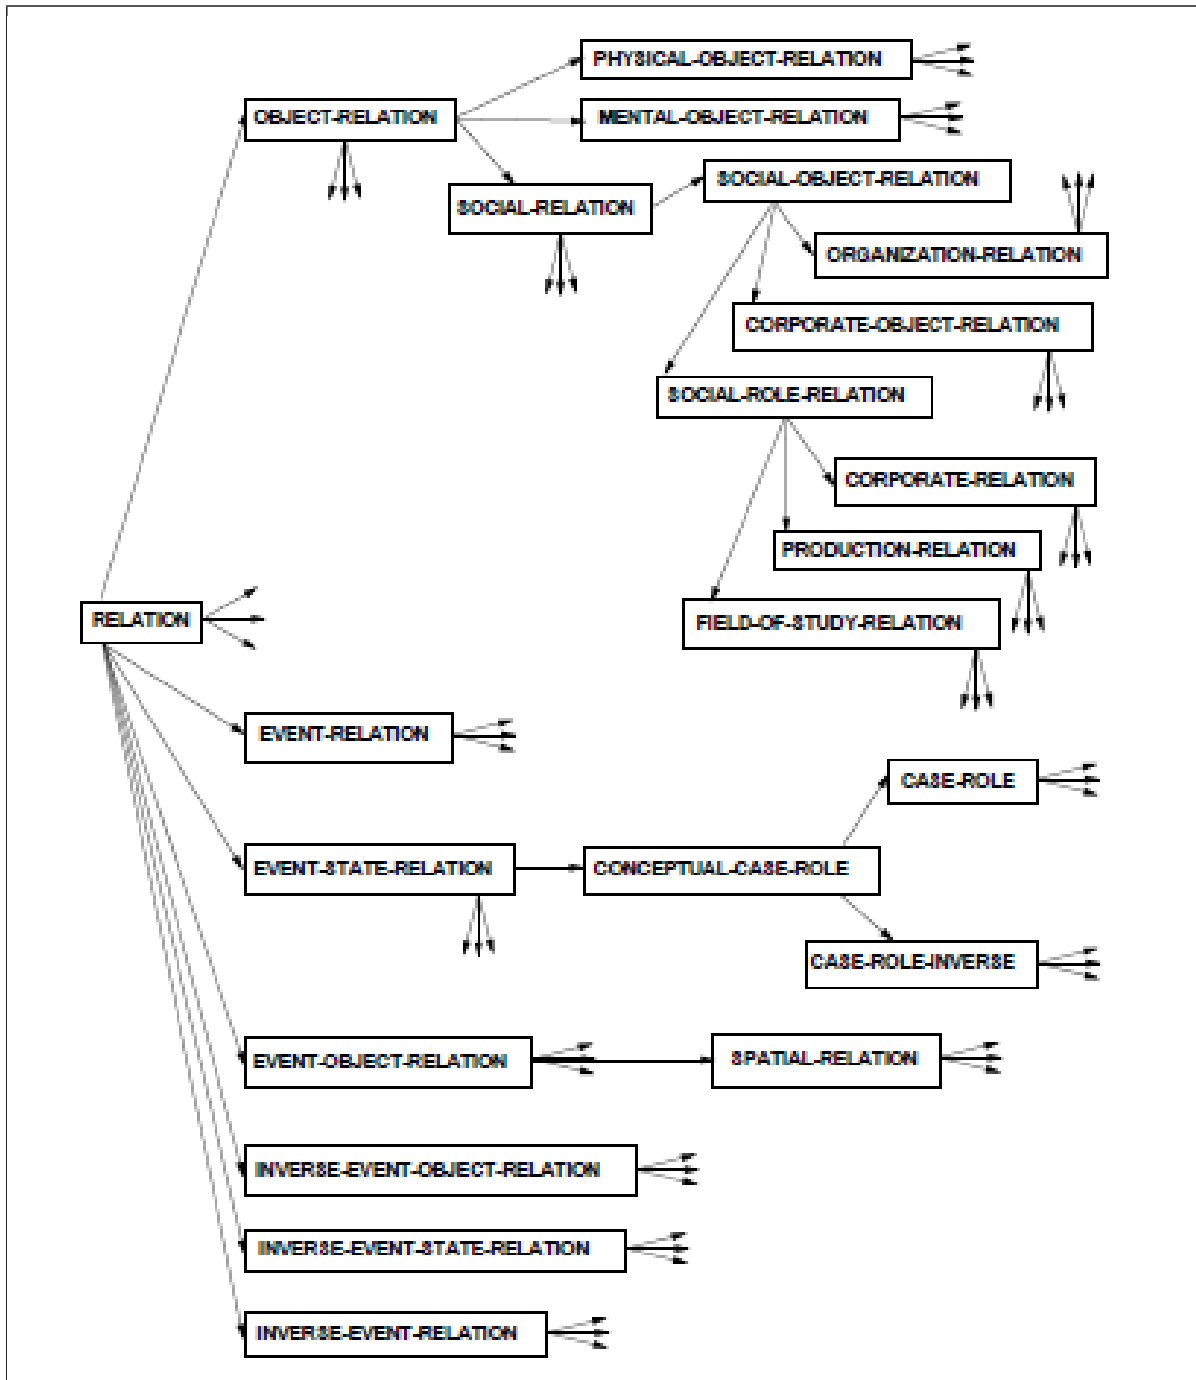 PHYSICAL-OBJECT-RELATION
OBJECT-RELATION
MENTAL-OBJECT-RELATION
SOCIAL-OBJECT-RELATION
SOCIAL-RELATION
ORGANIZATION-RELATION
CORPORATE-OBJECT-RELATION
SOCIAL-ROLE-RELATION
CORPORATE-RELATION
PRODUCTION-RELATION
RELATION
FIELD-OF-STUDY-RELATION
EVENT-RELATION
CASE-ROLE
EVENT-STATE-RELATION
CONCEPTUAL-CASE-ROLE
CASE-ROLE-INVERSE
EVENT-OBJECT-RELATION
SPATIAL-RELATION
INVERSE-EVENT-OBJECT-RELATION
INVERSE-EVENT-STATE-RELATION
INVERSE-EVENT-RELATION